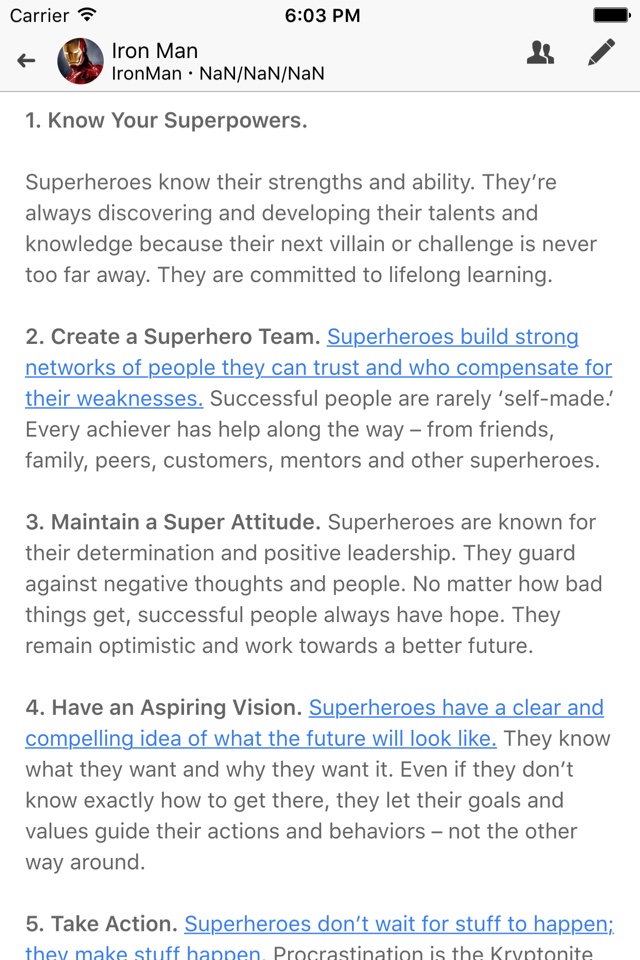 Carrier 6:03 PM
Iron Man
IronMan · NaN/NaN/NaN
1. Know Your Superpowers.
Superheroes know their strengths and ability. They’re
always discovering and developing their talents and
knowledge because their next villain or challenge is never
too far away. They are committed to lifelong learning.
2. Create a Superhero Team. Superheroes build strong
networks of people they can trust and who compensate for
their weaknesses. Successful people are rarely ‘self-made.’
Every achiever has help along the way – from friends,
family, peers, customers, mentors and other superheroes.
3. Maintain a Super Attitude. Superheroes are known for
their determination and positive leadership. They guard
against negative thoughts and people. No matter how bad
things get, successful people always have hope. They
remain optimistic and work towards a better future.
4. Have an Aspiring Vision. Superheroes have a clear and
compelling idea of what the future will look like. They know
what they want and why they want it. Even if they don’t
know exactly how to get there, they let their goals and
values guide their actions and behaviors – not the other
way around.
5. Take Action. Superheroes don’t wait for stuff to happen;
they make stuff happen. Procrastination is the Kryptonite